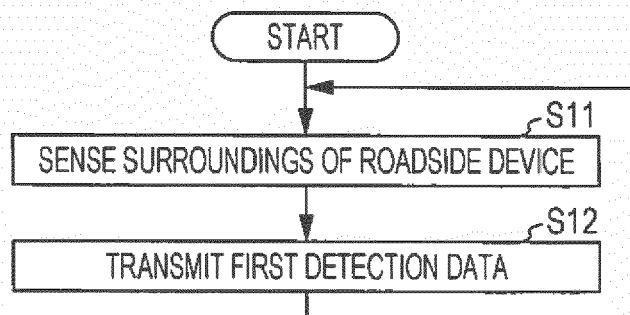 START
S11
SENSE SURROUNDINGS OF ROADSIDE DEVICE
S12
TRANSMIT FIRST DETECTION DATA